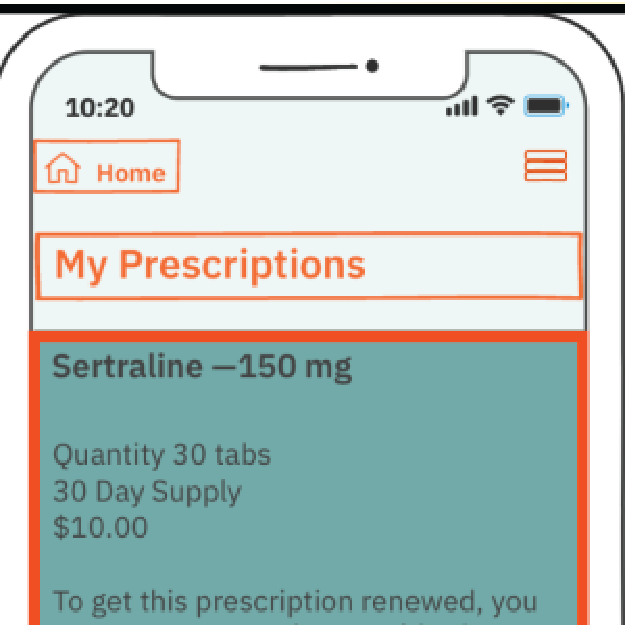 10:20
Home
My Prescriptions
Sertraline —150 mg
Quantity 30 tabs
30 Day Supply
$10.00
To get this prescription renewed, you